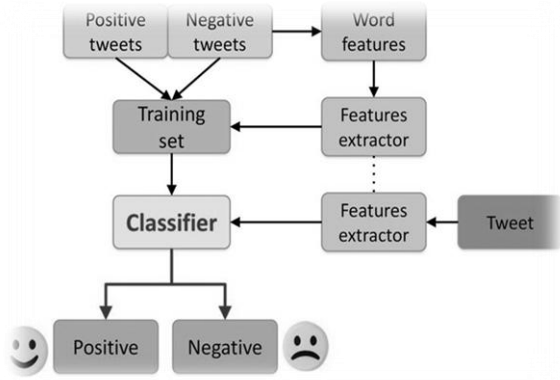 Positive
tweets
Negative
tweets
Word
features
Training
set
Features
extractor
Classifier
Features
extractor
Tweet
Positive
Negative